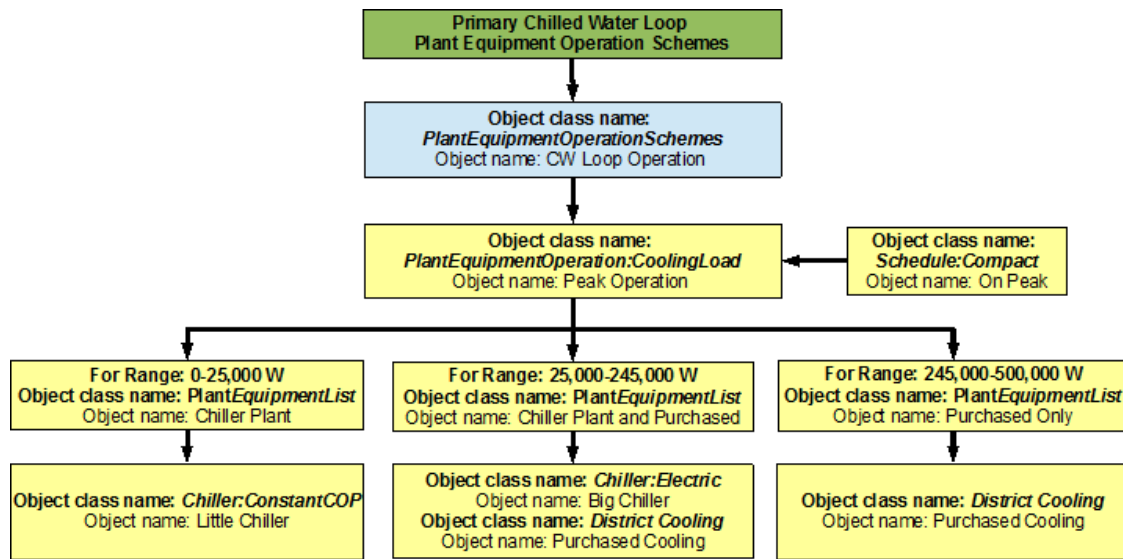 Primary Chilled Water Loop
Plant Equipment Operation Schemes
Object class name:
PlantEquipmentOperationSchemes
Object name: CW Loop Operation
Object class name:
PlantEquipmentOperation:CoolingLoad
Object name: Peak Operation
Object class name:
Schedule:Compact
Object name: On Peak
For Range: 0-25,000 W
Object class name: PlantEquipmentList
Object name: Chiller Plant
For Range: 25,000-245,000 W
Object class name: PlantEquipmentList
Object name: Chiller Plant and Purchased
For Range: 245,000-500,000 W
Object class name: PlantEquipmentList
Object name: Purchased Only
Object class name: Chiller:ConstantCOP
Object name: Little Chiller
Object class name: Chiller:Electric
Object name: Big Chiller
Object class name: District Cooling
Object name: Purchased Cooling
Object class name: District Cooling
Object name: Purchased Cooling